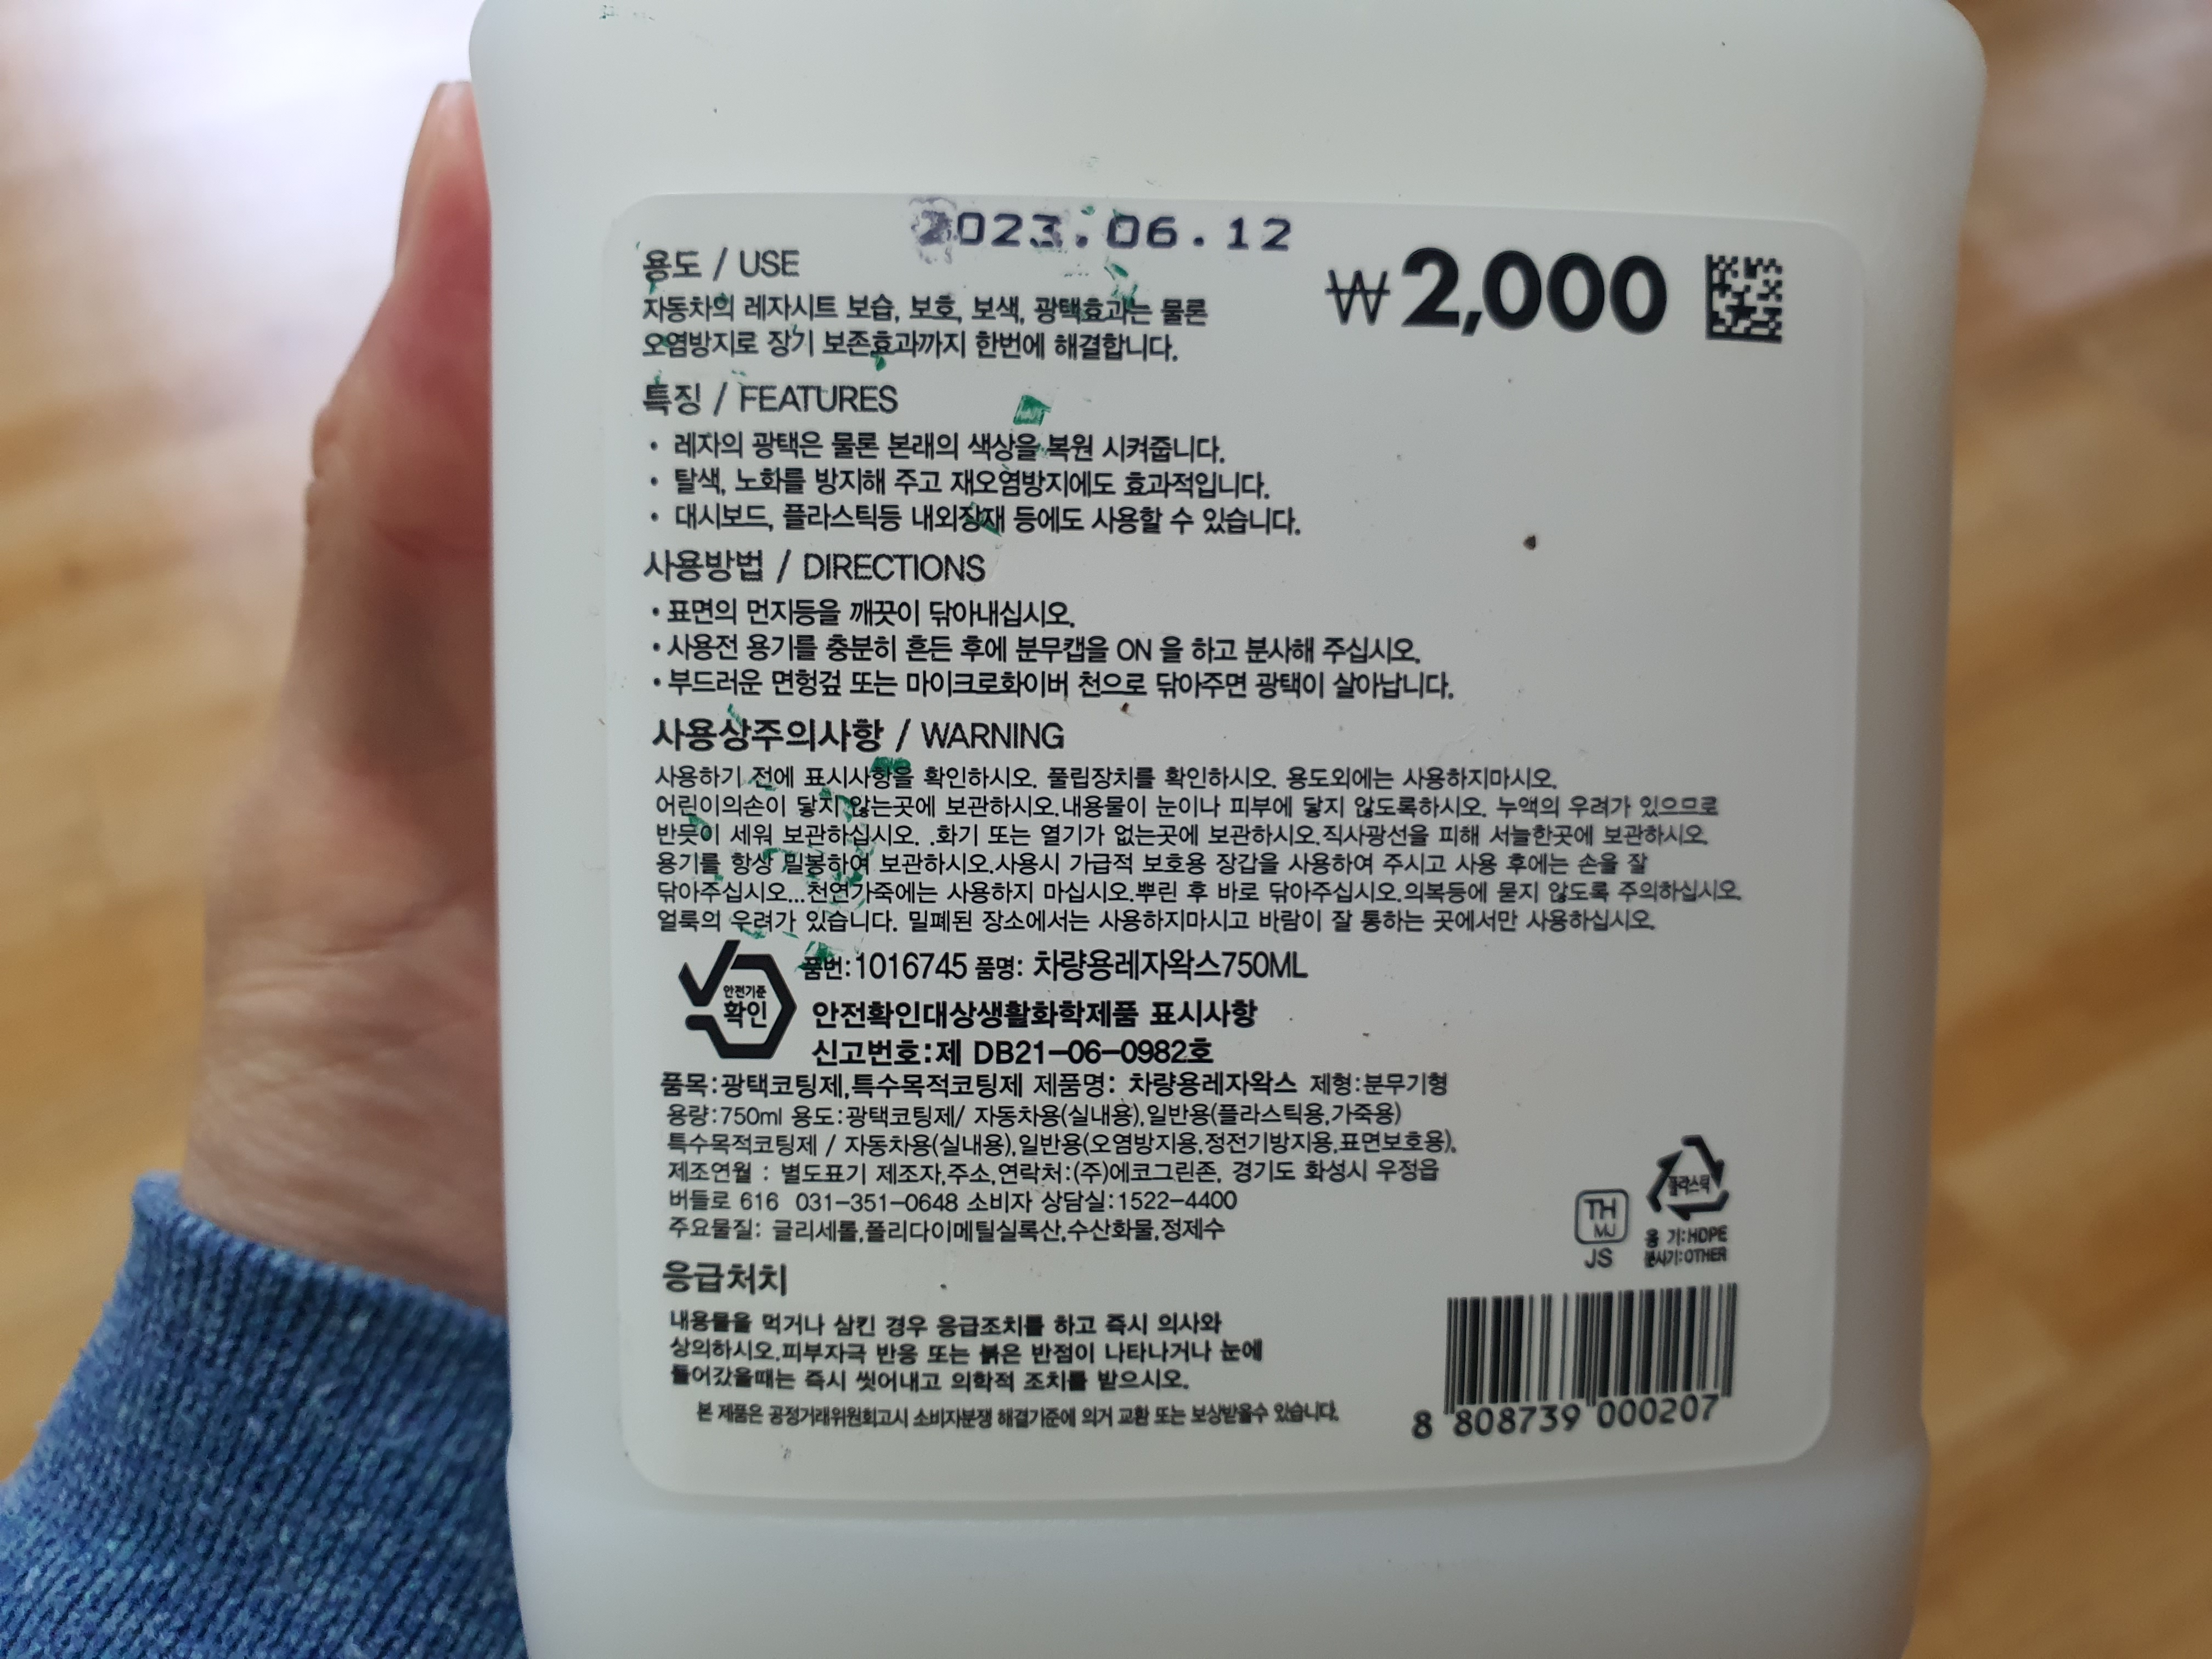 2023.06.12
용도 / USE
₩2,000
자동차의 레자시트 보습, 보호, 보색, 광택효과는 물론
오염방지로 장기 보존효과까지 한번에 해결합니다.
특징 / FEATURES
• 레자의 광택은 물론 본래의 색상을 복원 시켜줍니다.
• 탈색, 노화를 방지해 주고 재오염방지에도 효과적입니다.
• 대시보드, 플라스틱등 내외장재 등에도 사용할 수 있습니다.
사용방법 / DIRECTIONS
• 표면의 먼지등을 깨끗이 닦아내십시오.
• 사용전 용기를 충분히 흔든 후에 분무캡을 ON 을 하고 분사해 주십시오.
• 부드러운 면헝겊 또는 마이크로화이버 천으로 닦아주면 광택이 살아납니다.
사용상주의사항 / WARNING
사용하기 전에 표시사항을 확인하시오. 풀립장치를 확인하시오. 용도외에는 사용하지마시오.
어린이의손이 닿지 않는곳에 보관하시오.내용물이 눈이나 피부에 닿지 않도록하시오. 누액의 우려가 있으므로
반듯이 세워 보관하십시오. .화기 또는 열기가 없는곳에 보관하시오.직사광선을 피해 서늘한곳에 보관하시오.
용기를 항상 밀봉하여 보관하시오.사용시 가급적 보호용 장갑을 사용하여 주시고 사용 후에는 손을 잘
닦아주십시오...천연가죽에는 사용하지 마십시오.뿌린 후 바로 닦아주십시오.의복등에 묻지 않도록 주의하십시오.
얼룩의 우려가 있습니다. 밀폐된 장소에서는 사용하지마시고 바람이 잘 통하는 곳에서만 사용하십시오.
안전기준
확인
품번:1016745 품명: 차량용레자왁스750ML
안전확인대상생활화학제품 표시사항
신고번호:제 DB21-06-0982호
품목:광택코팅제,특수목적코팅제 제품명: 차량용레자왁스 제형:분무기형
용량:750ml 용도:광택코팅제/ 자동차용(실내용),일반용(플라스틱용,가죽용)
특수목적코팅제 / 자동차용(실내용),일반용(오염방지용,정전기방지용,표면보호용),
제조연월 : 별도표기 제조자,주소,연락처:(주)에코그린존, 경기도 화성시 우정읍
버들로 616 031-351-0648 소비자 상담실:1522-4400
주요물질: 글리세롤,폴리다이메틸실록산,수산화물,정제수
TH
MJ
JS
플라스틱
용 기:HDPE
분사기:OTHER
응급처치
내용물을 먹거나 삼킨 경우 응급조치를 하고 즉시 의사와
상의하시오.피부자극 반응 또는 붉은 반점이 나타나거나 눈에
들어갔을때는 즉시 씻어내고 의학적 조치를 받으시오.
본 제품은 공정거래위원회고시 소비자분쟁 해결기준에 의거 교환 또는 보상받을수 있습니다.
8 808739 000207